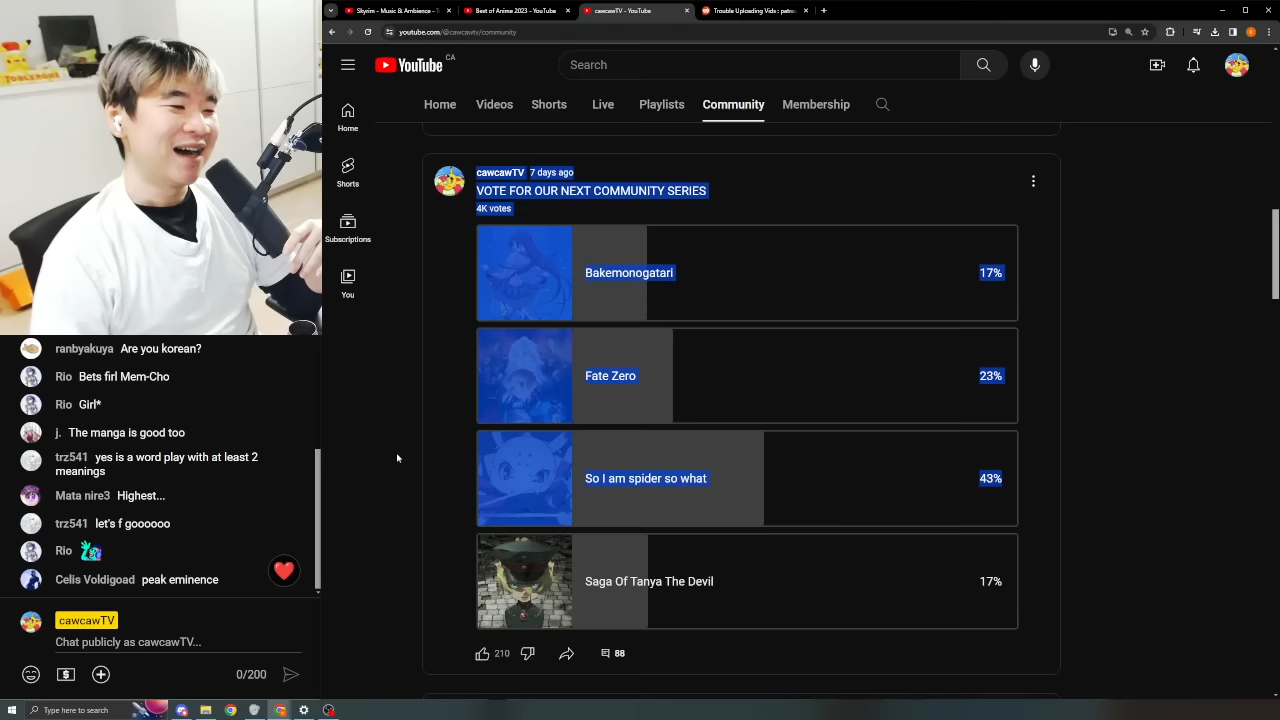 Skyrim - Music & Ambience - T
Best of Anime 2023 - YouTube
cawcawTV - YouTube
Trouble Uploading Vids : patre
youtube.com/@cawcawtv/community
YouTube CA
Search
Home
Videos
Shorts
Live
Playlists
Community
Membership
Home
Shorts
Subscriptions
You
TOBLERONE
cawcawTV 7 days ago
VOTE FOR OUR NEXT COMMUNITY SERIES
4K votes
Bakemonogatari 17%
Fate Zero 23%
So I am spider so what 43%
Saga Of Tanya The Devil 17%
210
88
ranbyakuya Are you korean?
Rio Bets firl Mem-Cho
Rio Girl*
j. The manga is good too
trz541 yes is a word play with at least 2
meanings
Mata nire3 Highest...
trz541 let's f goooooo
Rio
Celis Voldigoad peak eminence
cawcawTV
Chat publicly as cawcawTV...
0/200
Type here to search